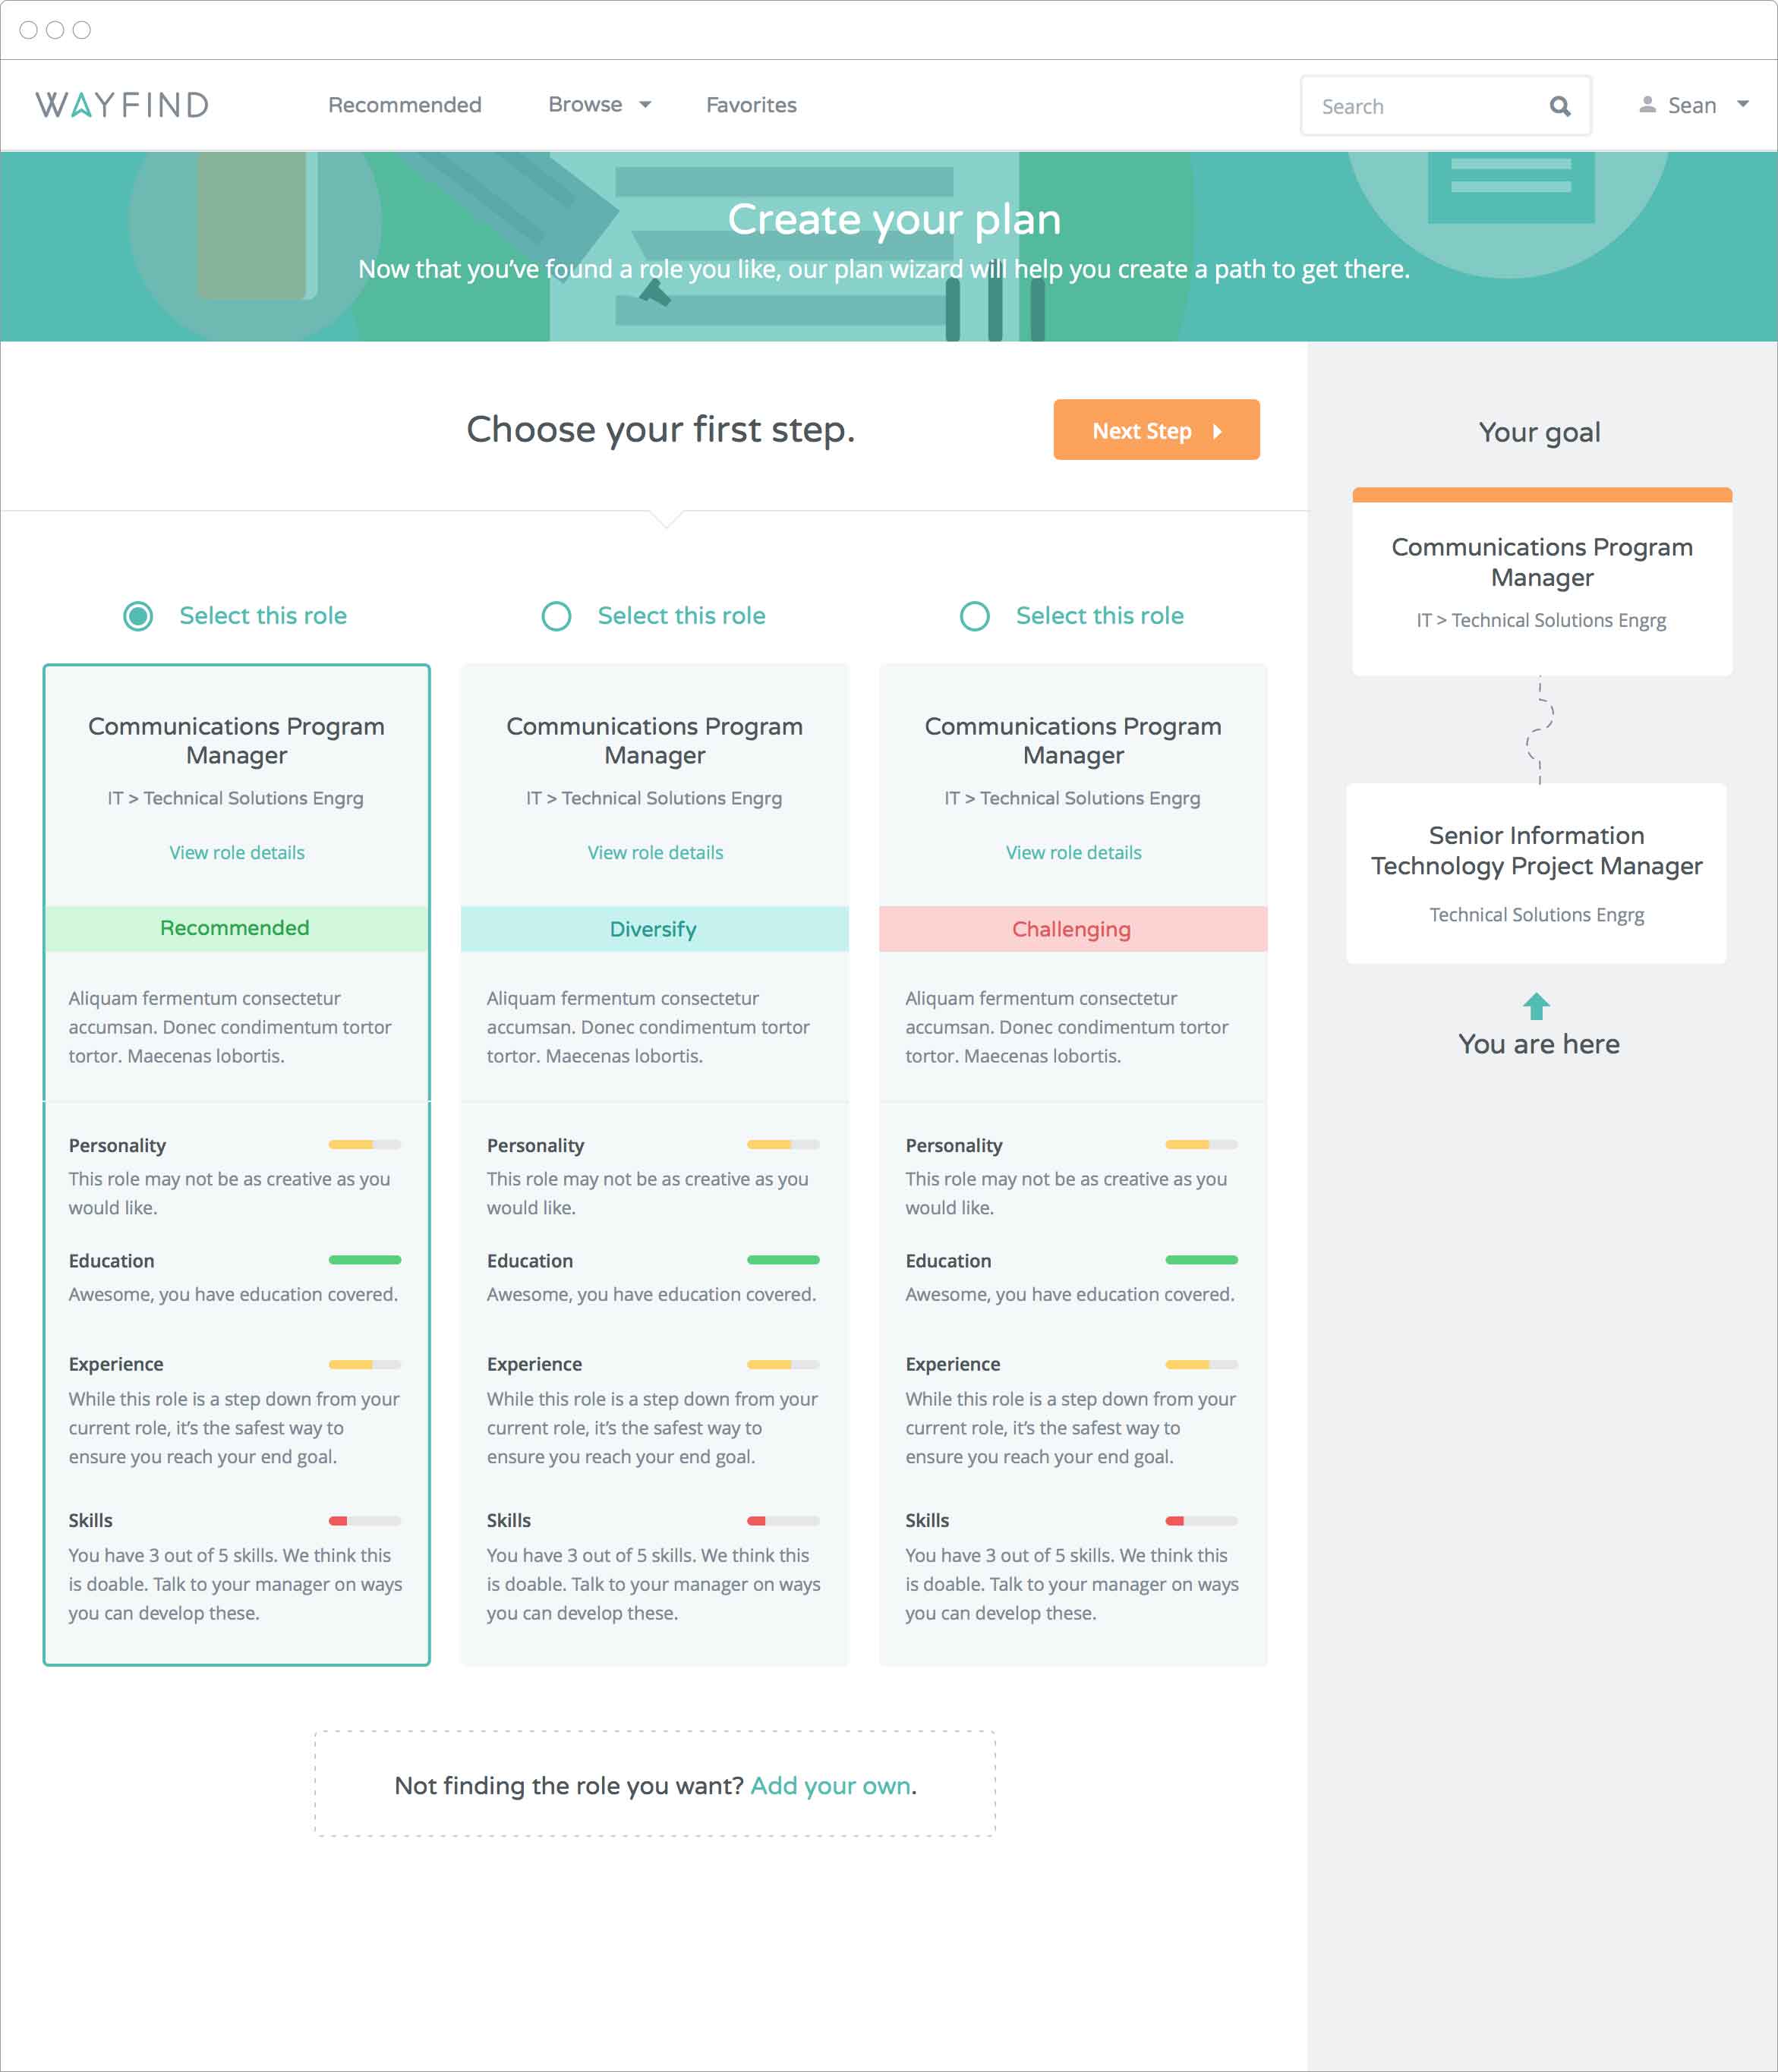 WAYFIND
Recommended
Browse
Favorites
Search
Sean
Create your plan
Now that you’ve found a role you like, our plan wizard will help you create a path to get there.
Choose your first step.
Next Step
Select this role
Communications Program
Manager
IT > Technical Solutions Engrg
View role details
Recommended
Aliquam fermentum consectetur
accumsan. Donec condimentum tortor
tortor. Maecenas lobortis.
Personality
This role may not be as creative as you
would like.
Education
Awesome, you have education covered.
Experience
While this role is a step down from your
current role, it’s the safest way to
ensure you reach your end goal.
Skills
You have 3 out of 5 skills. We think this
is doable. Talk to your manager on ways
you can develop these.
Select this role
Communications Program
Manager
IT > Technical Solutions Engrg
View role details
Diversify
Aliquam fermentum consectetur
accumsan. Donec condimentum tortor
tortor. Maecenas lobortis.
Personality
This role may not be as creative as you
would like.
Education
Awesome, you have education covered.
Experience
While this role is a step down from your
current role, it’s the safest way to
ensure you reach your end goal.
Skills
You have 3 out of 5 skills. We think this
is doable. Talk to your manager on ways
you can develop these.
Select this role
Communications Program
Manager
IT > Technical Solutions Engrg
View role details
Challenging
Aliquam fermentum consectetur
accumsan. Donec condimentum tortor
tortor. Maecenas lobortis.
Personality
This role may not be as creative as you
would like.
Education
Awesome, you have education covered.
Experience
While this role is a step down from your
current role, it’s the safest way to
ensure you reach your end goal.
Skills
You have 3 out of 5 skills. We think this
is doable. Talk to your manager on ways
you can develop these.
Not finding the role you want? Add your own.
Your goal
Communications Program
Manager
IT > Technical Solutions Engrg
Senior Information
Technology Project Manager
Technical Solutions Engrg
You are here